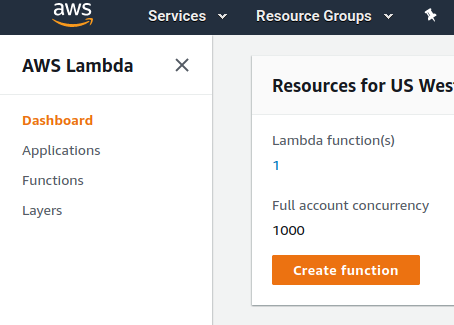 aws
Services
Resource Groups
AWS Lambda
Dashboard
Applications
Functions
Layers
Resources for US West
Lambda function(s)
1
Full account concurrency
1000
Create function